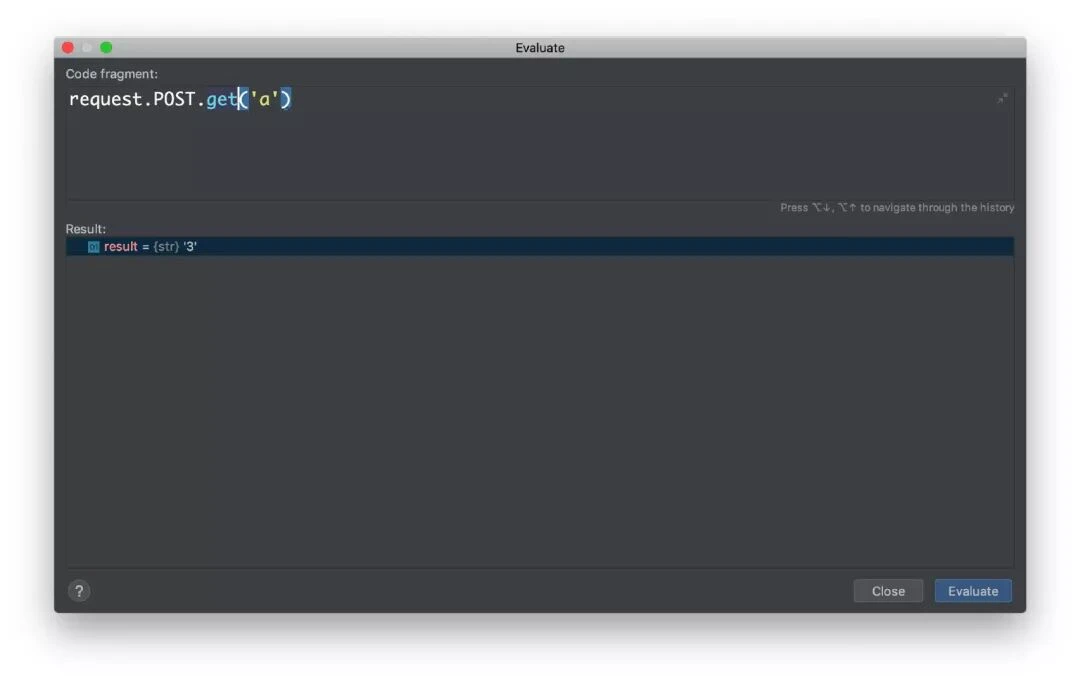 Evaluate
Code fragment:
request.POST.get('a')
Press ⌥↓, ⌥↑ to navigate through the history
Result:
result = {str} '3'
?
Close
Evaluate